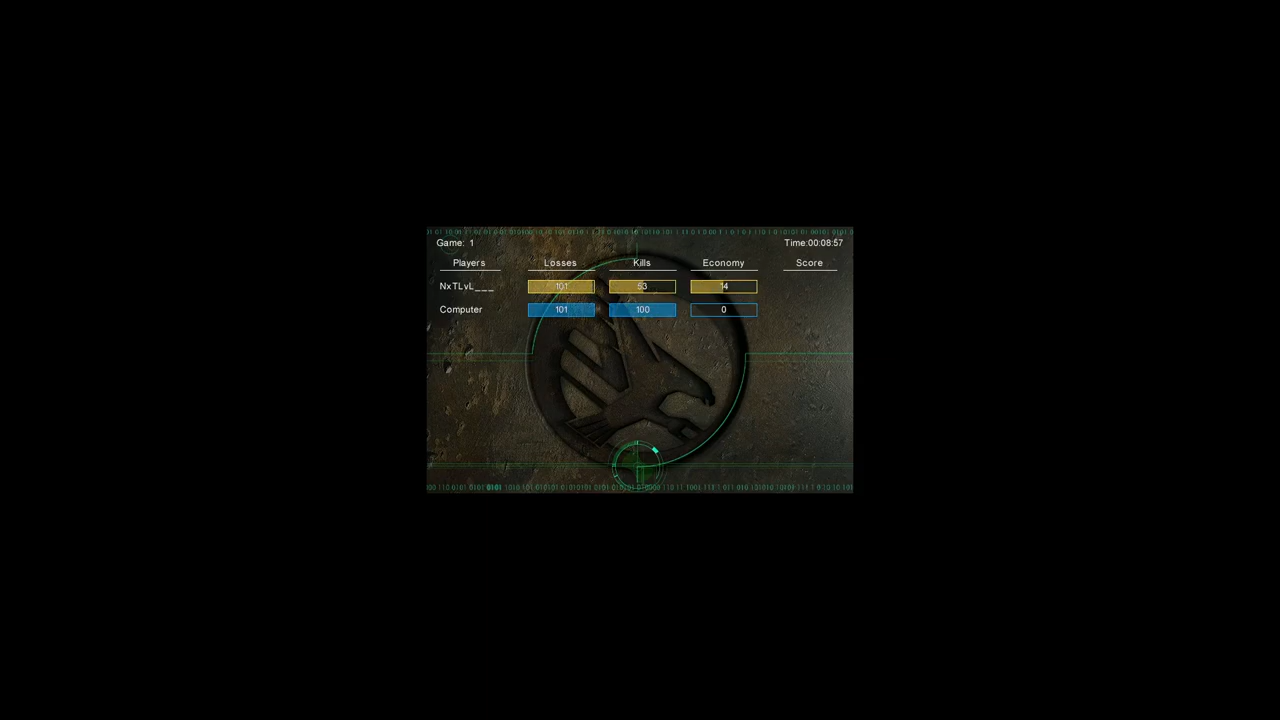 Game: 1 Time:00:08:57
Players Losses Kills Economy Score
NxTLvL___ 101 53 14
Computer 101 100 0